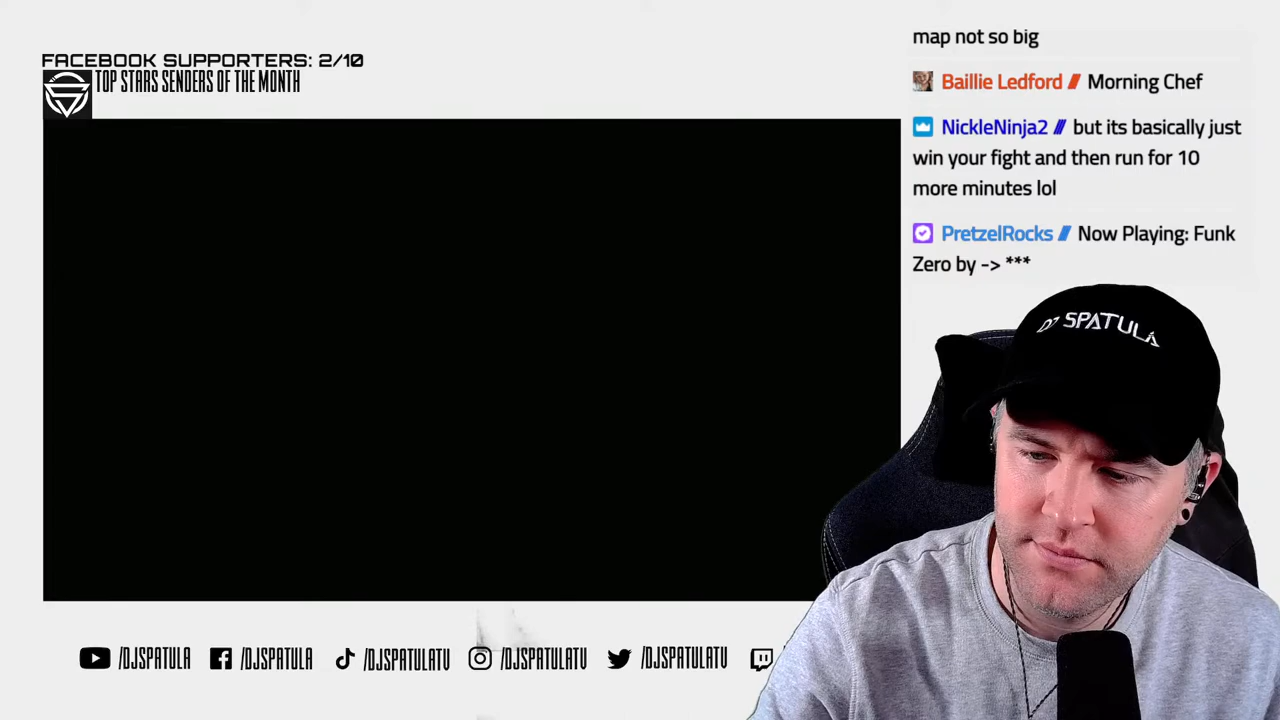 FACEBOOK SUPPORTERS: 2/10
TOP STARS SENDERS OF THE MONTH
map not so big
Baillie Ledford // Morning Chef
NickleNinja2 // but its basically just
win your fight and then run for 10
more minutes lol
PretzelRocks // Now Playing: Funk
Zero by -> ***
DJ SPATULA
/DJSPATULA
/DJSPATULA
/DJSPATULATV
/DJSPATULATV
/DJSPATULATV